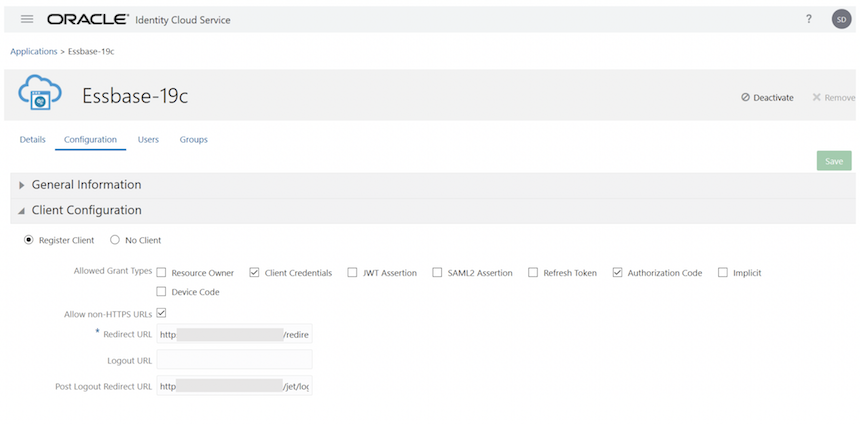 ORACLE® Identity Cloud Service ? SD
Applications > Essbase-19c
Essbase-19c
Deactivate Remove
Details Configuration Users Groups
Save
General Information
Client Configuration
Register Client No Client
Allowed Grant Types Resource Owner Client Credentials JWT Assertion SAML2 Assertion Refresh Token Authorization Code Implicit
Device Code
Allow non-HTTPS URLs
* Redirect URL http /redire
Logout URL
Post Logout Redirect URL http /jet/log